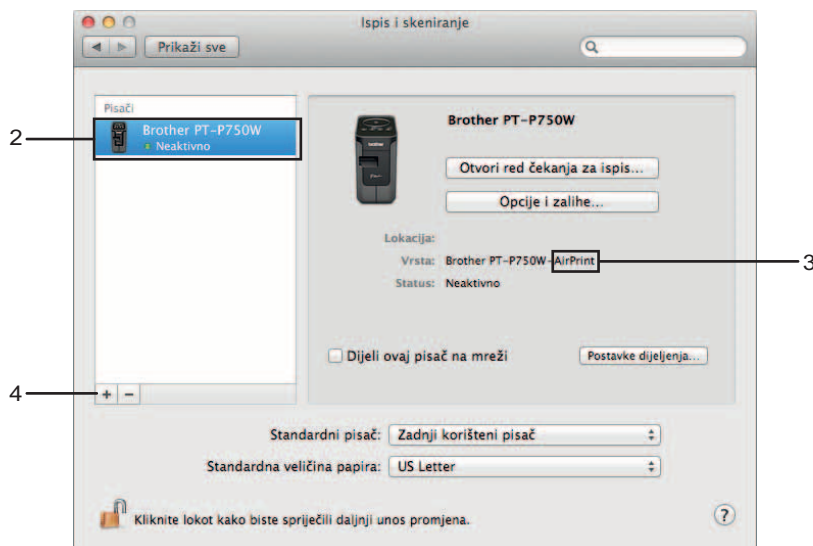 Ispis i skeniranje
Prikaži sve
Pisači
Brother PT-P750W
Neaktivno
2
Brother PT-P750W
Otvori red čekanja za ispis...
Opcije i zalihe...
Lokacija:
Vrsta: Brother PT-P750W-AirPrint
3
Status: Neaktivno
Dijeli ovaj pisač na mreži
Postavke dijeljenja...
4
+ −
Standardni pisač: Zadnji korišteni pisač
Standardna veličina papira: US Letter
Kliknite lokot kako biste spriječili daljnji unos promjena.
?